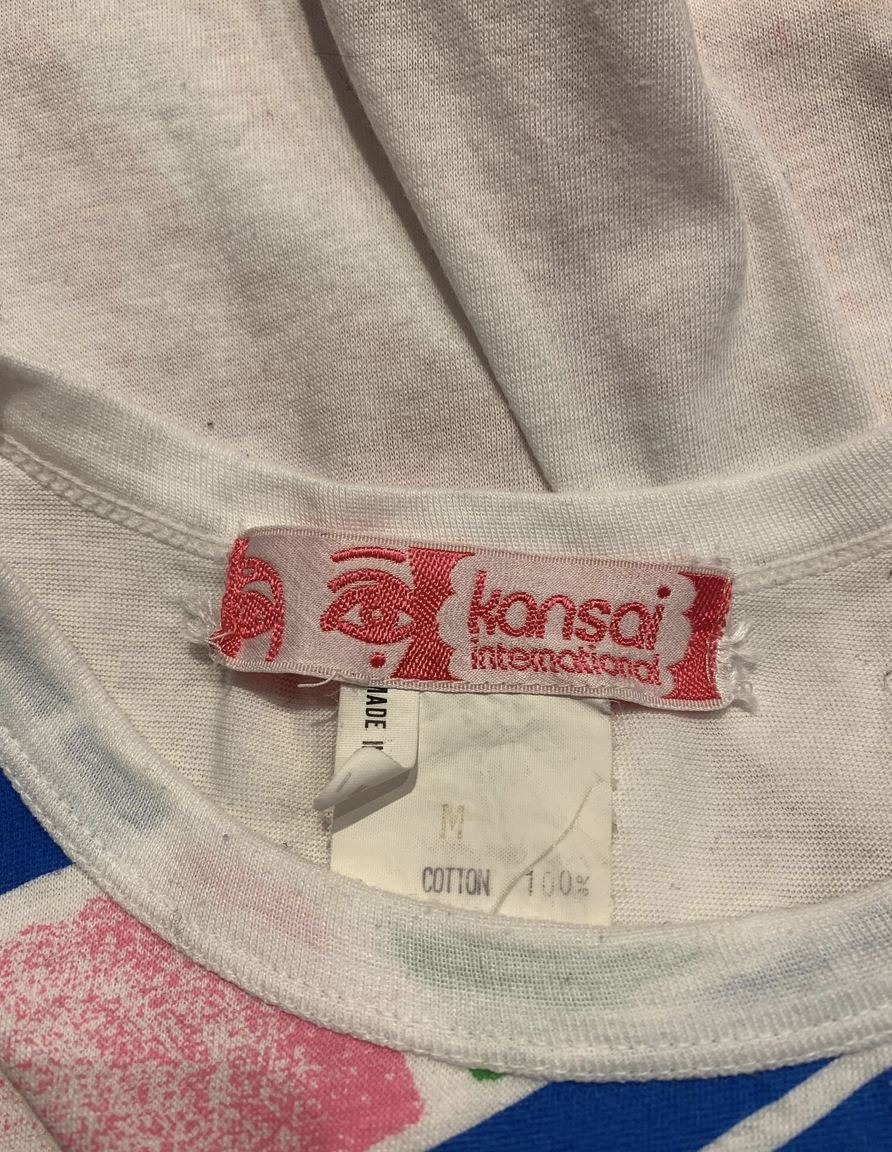 kansai
international
MADE I
M
COTTON 100%